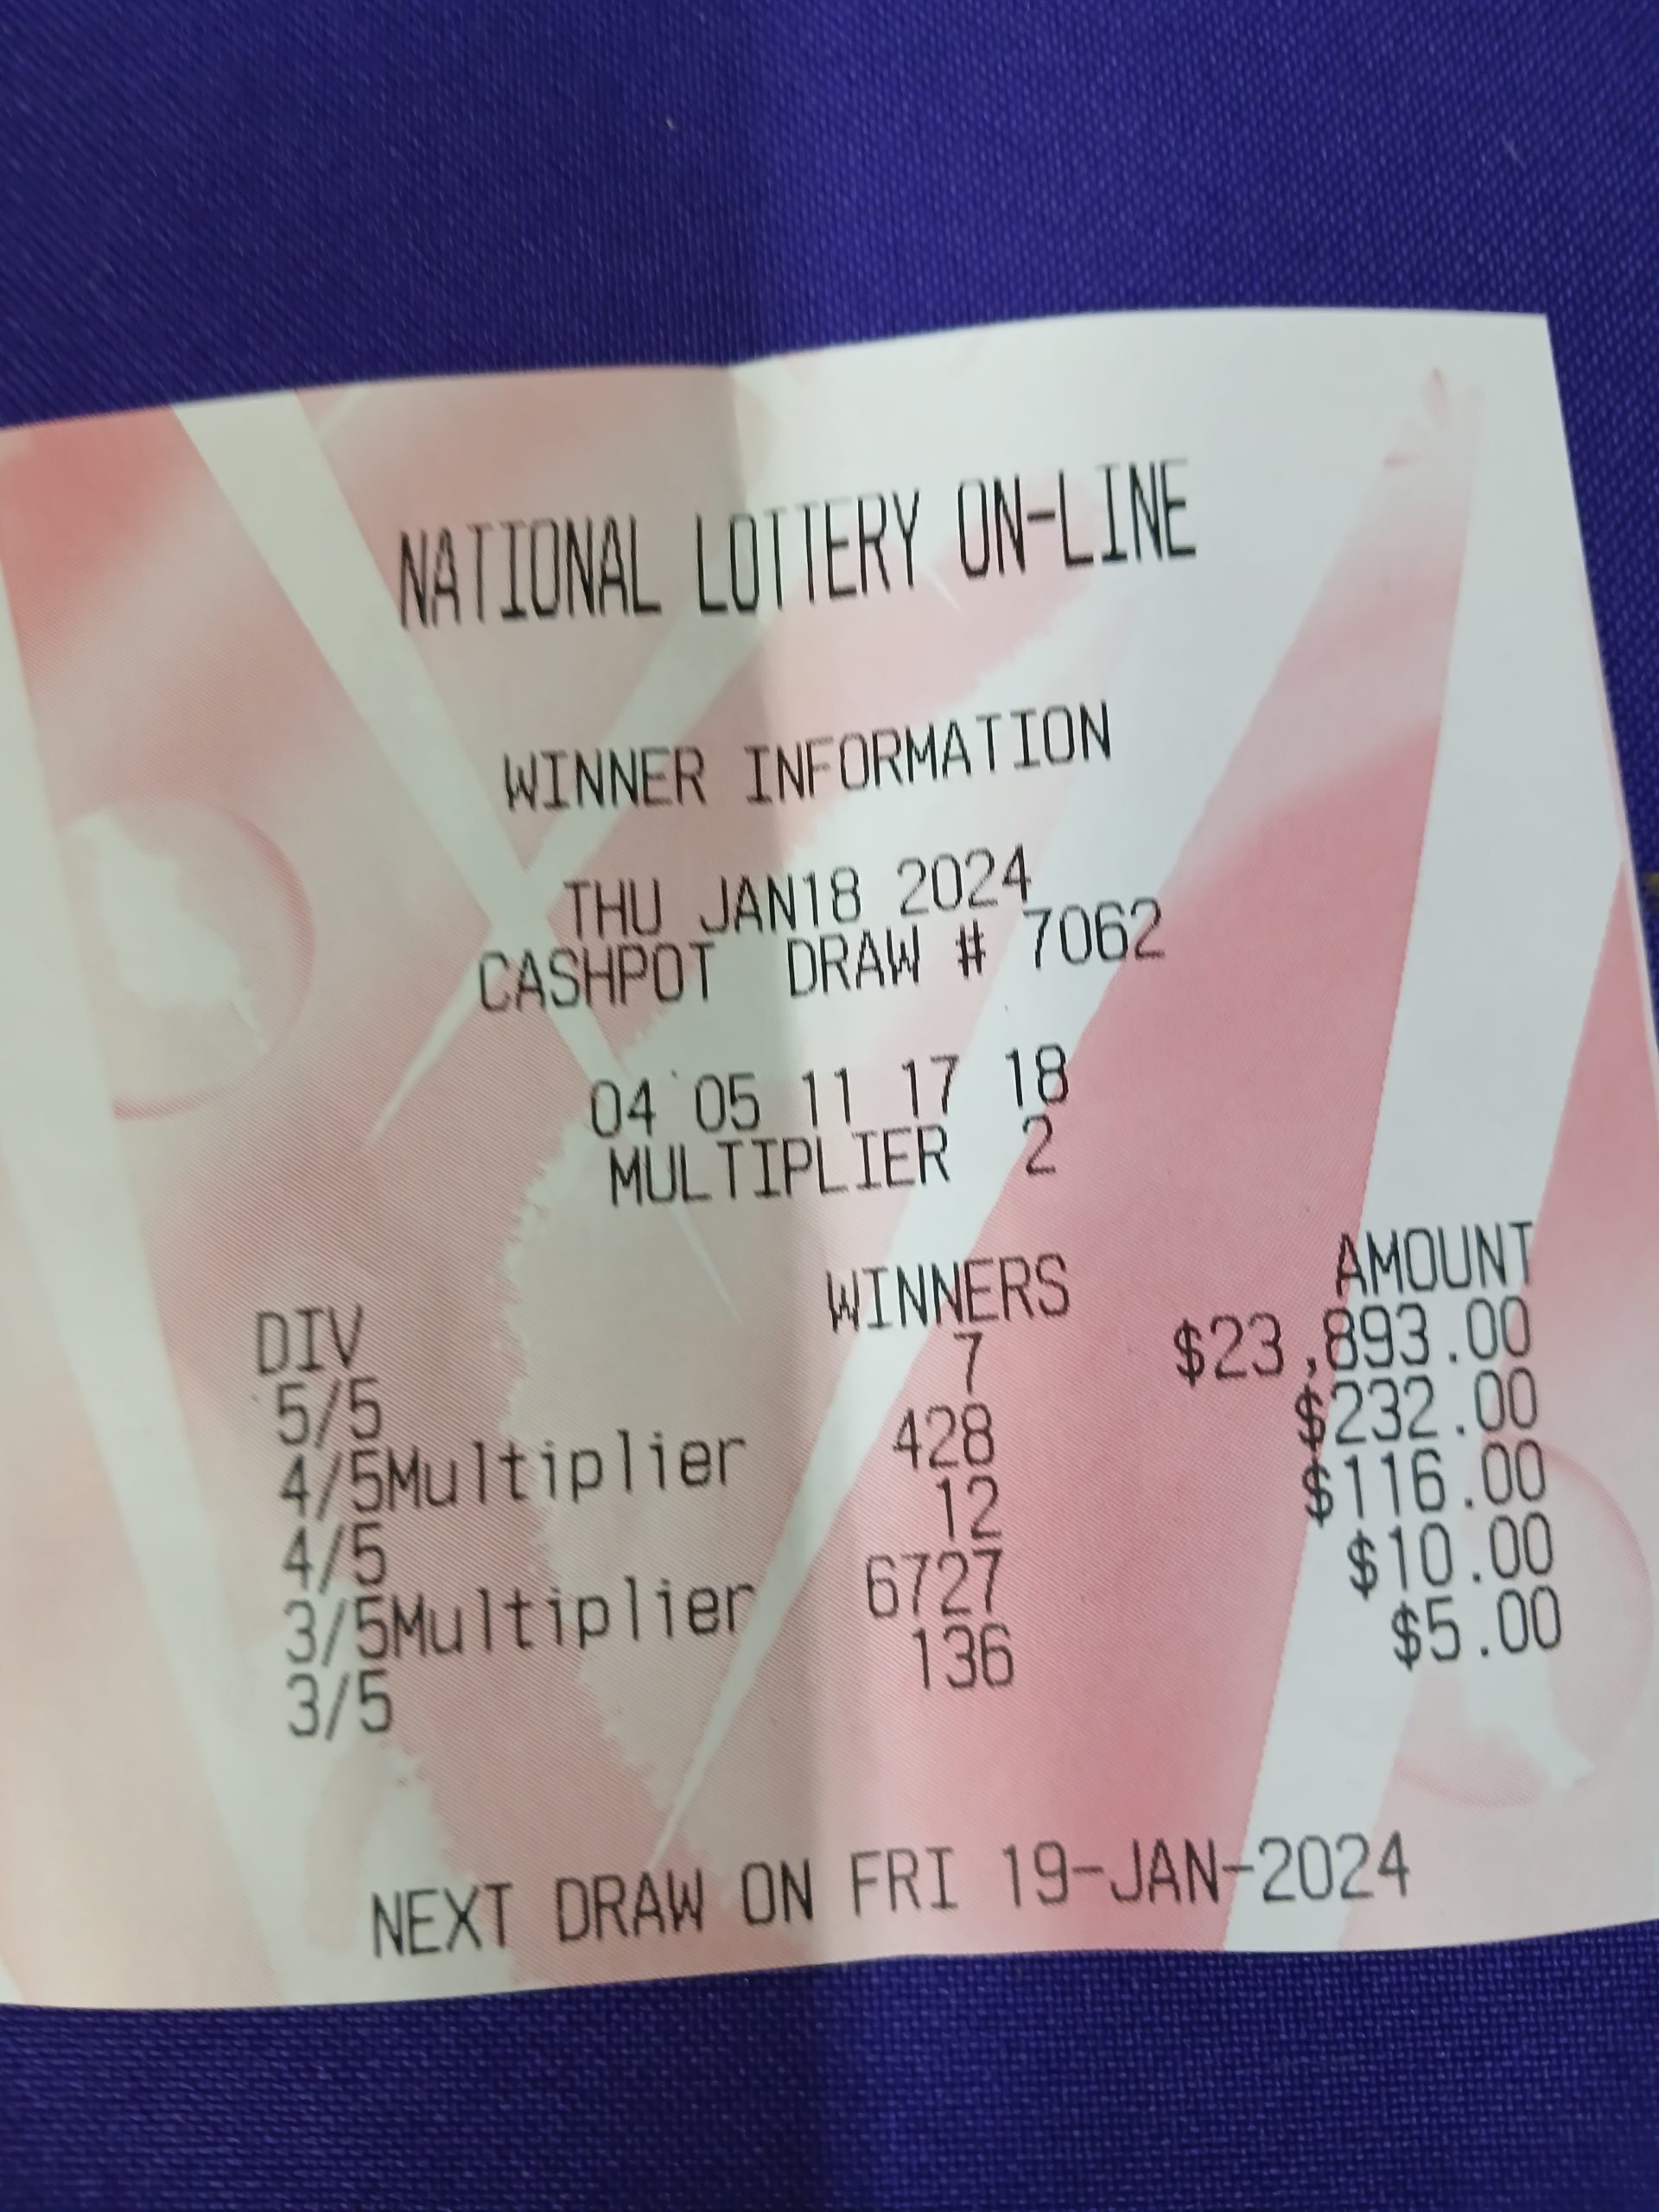 NATIONAL LOTTERY ON-LINE
WINNER INFORMATION
THU JAN18 2024
CASHPOT DRAW # 7062
04 05 11 17 18
MULTIPLIER 2
DIV WINNERS AMOUNT
5/5 7 $23,893.00
4/5Multiplier 428 $232.00
4/5 12 $116.00
3/5Multiplier 6727 $10.00
3/5 136 $5.00
NEXT DRAW ON FRI 19-JAN-2024